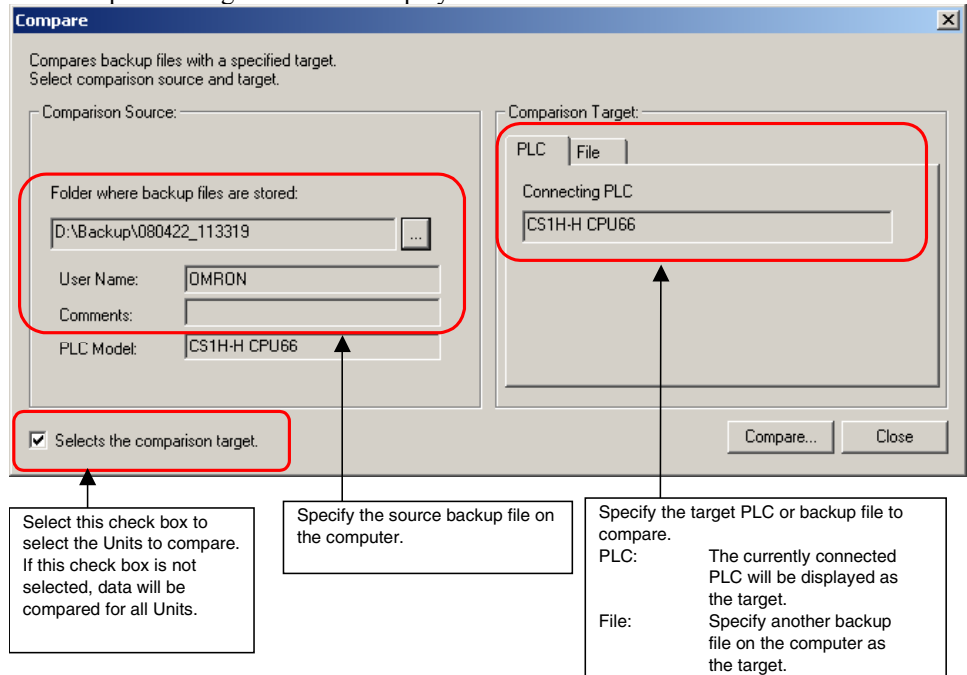 Compare
Compares backup files with a specified target.
Select comparison source and target.
Comparison Source:
Folder where backup files are stored:
D:\Backup\080422_113319
...
User Name: OMRON
Comments:
PLC Model: CS1H-H CPU66
Comparison Target:
PLC File
Connecting PLC
CS1H-H CPU66
Selects the comparison target.
Compare... Close
Select this check box to
select the Units to compare.
If this check box is not
selected, data will be
compared for all Units.
Specify the source backup file on
the computer.
Specify the target PLC or backup file to
compare.
PLC: The currently connected
PLC will be displayed as
the target.
File: Specify another backup
file on the computer as
the target.